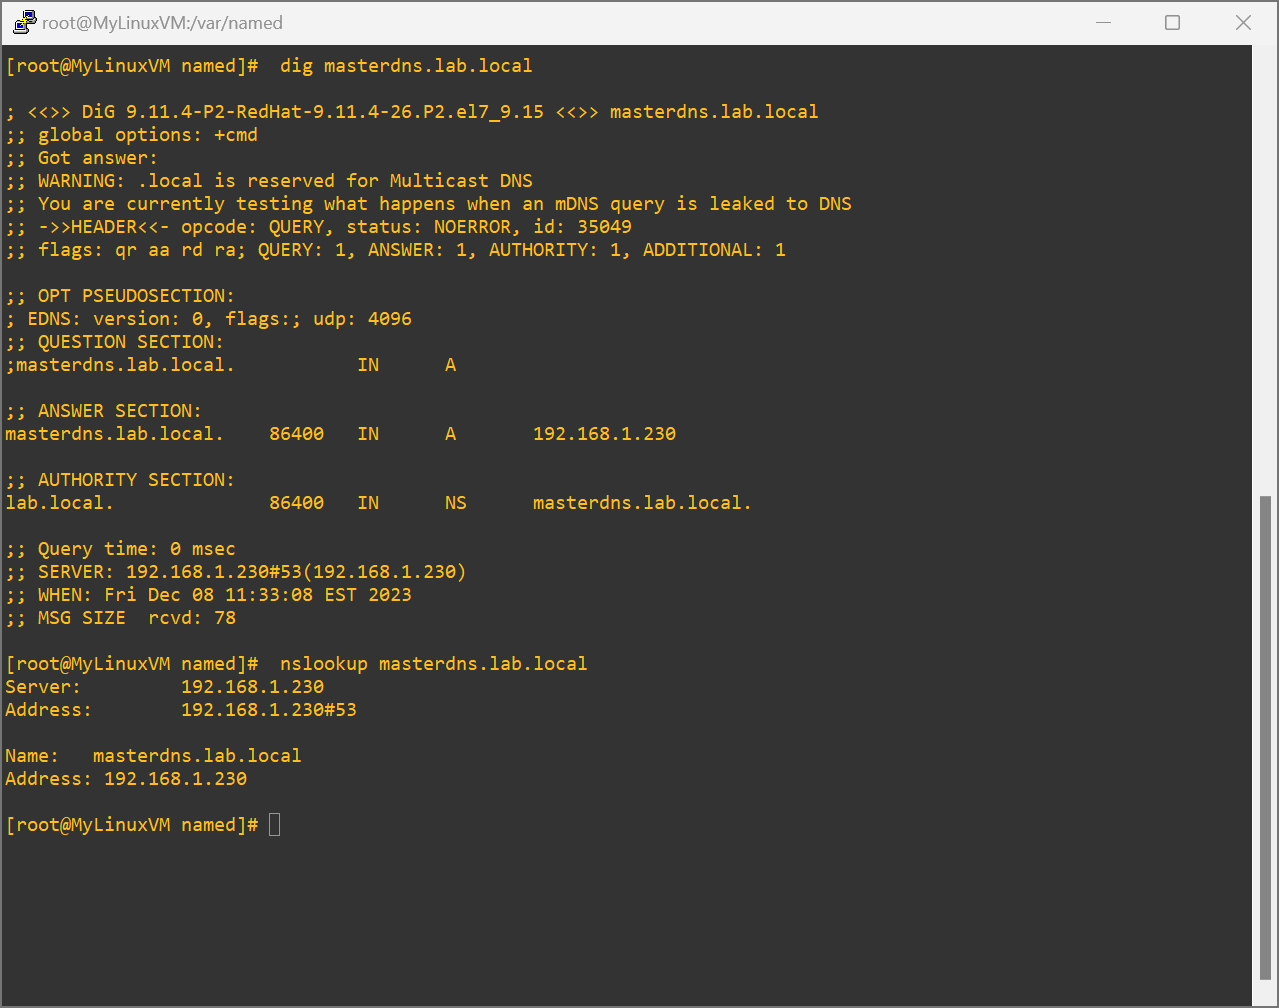 root@MyLinuxVM:/var/named
[root@MyLinuxVM named]#  dig masterdns.lab.local
; <<>> DiG 9.11.4-P2-RedHat-9.11.4-26.P2.el7_9.15 <<>> masterdns.lab.local
;; global options: +cmd
;; Got answer:
;; WARNING: .local is reserved for Multicast DNS
;; You are currently testing what happens when an mDNS query is leaked to DNS
;; ->>HEADER<<- opcode: QUERY, status: NOERROR, id: 35049
;; flags: qr aa rd ra; QUERY: 1, ANSWER: 1, AUTHORITY: 1, ADDITIONAL: 1
;; OPT PSEUDOSECTION:
; EDNS: version: 0, flags:; udp: 4096
;; QUESTION SECTION:
;masterdns.lab.local.           IN      A
;; ANSWER SECTION:
masterdns.lab.local.    86400   IN      A       192.168.1.230
;; AUTHORITY SECTION:
lab.local.              86400   IN      NS      masterdns.lab.local.
;; Query time: 0 msec
;; SERVER: 192.168.1.230#53(192.168.1.230)
;; WHEN: Fri Dec 08 11:33:08 EST 2023
;; MSG SIZE  rcvd: 78
[root@MyLinuxVM named]#  nslookup masterdns.lab.local
Server:         192.168.1.230
Address:        192.168.1.230#53
Name:   masterdns.lab.local
Address: 192.168.1.230
[root@MyLinuxVM named]#